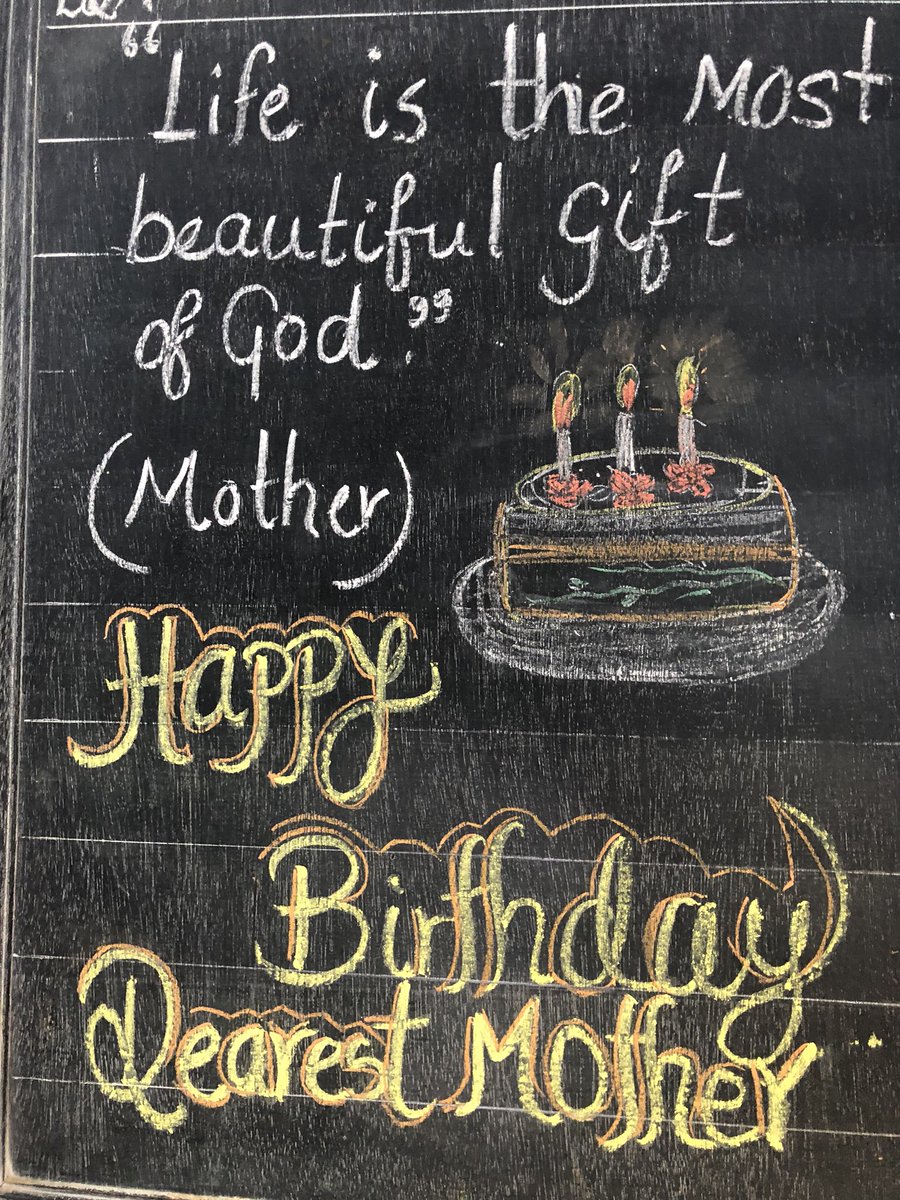 “Life is the Most
beautiful gift
of God.”
(Mother)
Happy
Birthday
Dearest Mother